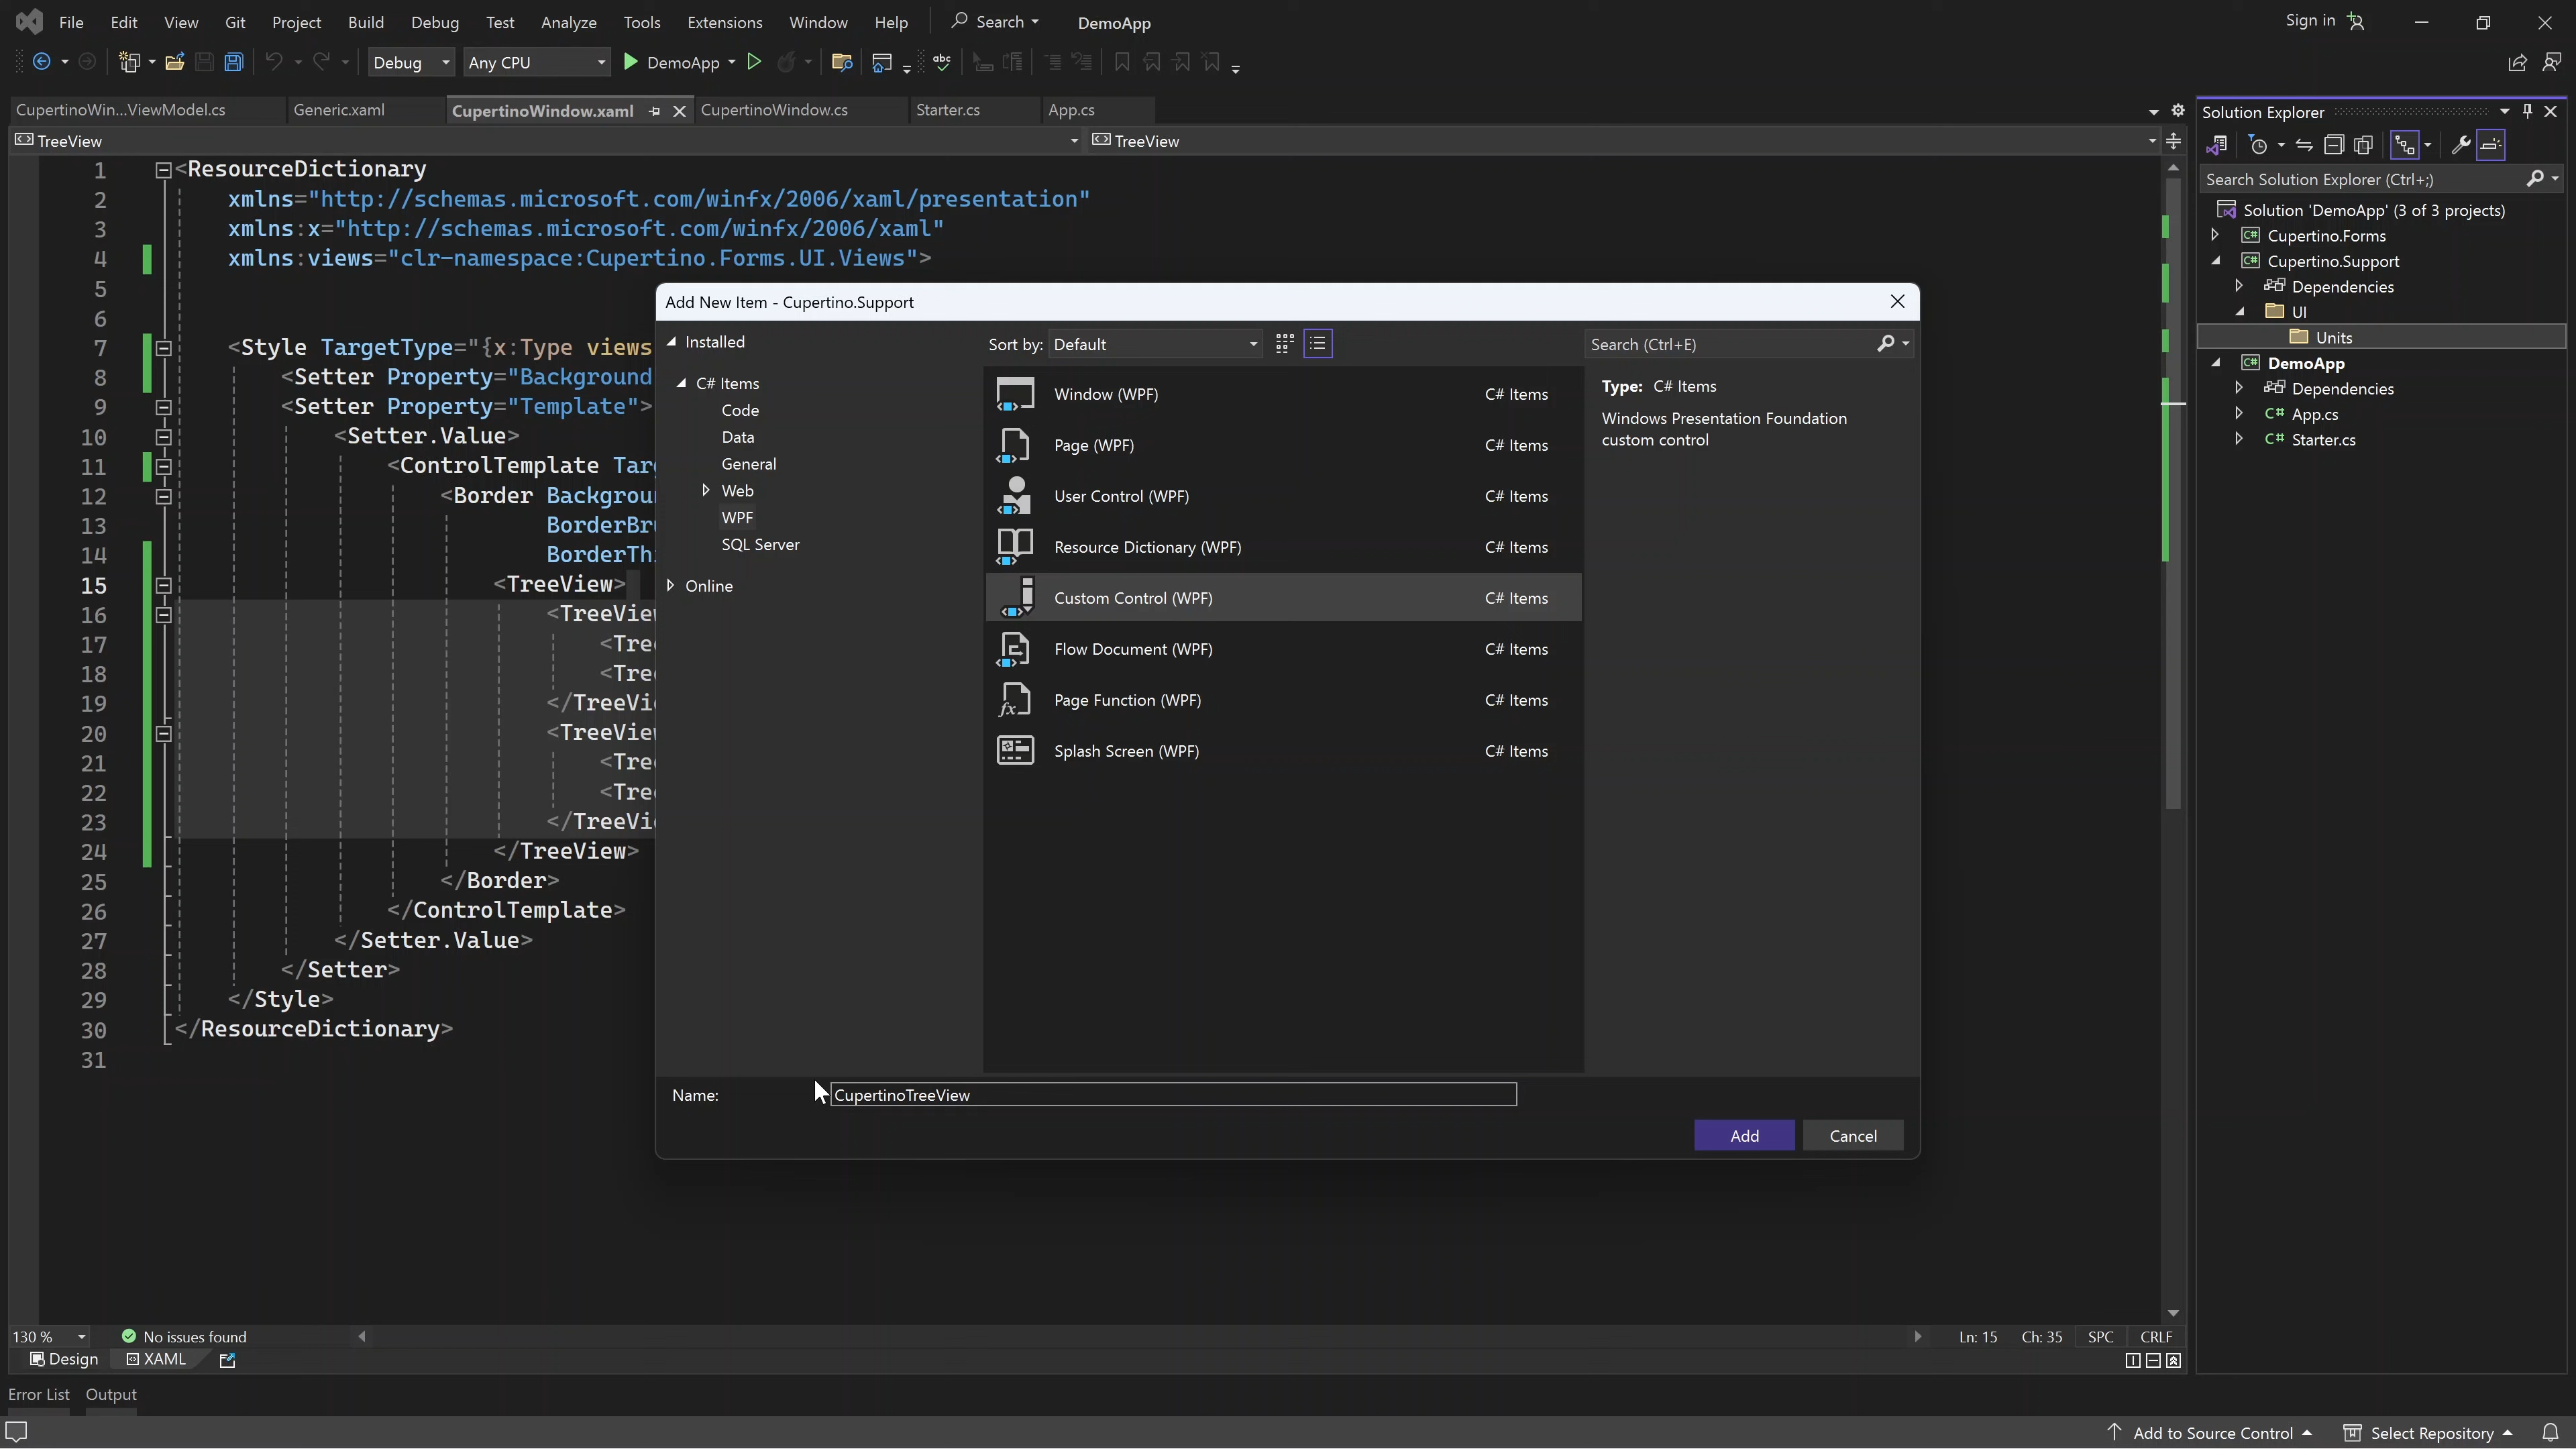 File Edit View Git Project Build Debug Test Analyze Tools Extensions Window Help Search DemoApp Sign in
Debug Any CPU DemoApp
CupertinoWin...ViewModel.cs Generic.xaml CupertinoWindow.xaml CupertinoWindow.cs Starter.cs App.cs
TreeView TreeView
1 <ResourceDictionary
2 xmlns="http://schemas.microsoft.com/winfx/2006/xaml/presentation"
3 xmlns:x="http://schemas.microsoft.com/winfx/2006/xaml"
4 xmlns:views="clr-namespace:Cupertino.Forms.UI.Views">
5
6
7 <Style TargetType="{x:Type views
8 <Setter Property="Background
9 <Setter Property="Template">
10 <Setter.Value>
11 <ControlTemplate Tar
12 <Border Backgrou
13 BorderBr
14 BorderTh
15 <TreeView>
16 <TreeVie
17 <Tre
18 <Tre
19 </TreeVi
20 <TreeVie
21 <Tre
22 <Tre
23 </TreeVi
24 </TreeView>
25 </Border>
26 </ControlTemplate>
27 </Setter.Value>
28 </Setter>
29 </Style>
30 </ResourceDictionary>
31
Add New Item - Cupertino.Support
Installed
C# Items
Code
Data
General
Web
WPF
SQL Server
Online
Sort by: Default
Search (Ctrl+E)
Window (WPF) C# Items
Page (WPF) C# Items
User Control (WPF) C# Items
Resource Dictionary (WPF) C# Items
Custom Control (WPF) C# Items
Flow Document (WPF) C# Items
Page Function (WPF) C# Items
Splash Screen (WPF) C# Items
Type: C# Items
Windows Presentation Foundation
custom control
Name: CupertinoTreeView
Add Cancel
Solution Explorer
Search Solution Explorer (Ctrl+;)
Solution 'DemoApp' (3 of 3 projects)
C# Cupertino.Forms
C# Cupertino.Support
Dependencies
UI
Units
C# DemoApp
Dependencies
C# App.cs
C# Starter.cs
130 % No issues found Ln: 15 Ch: 35 SPC CRLF
Design XAML
Error List Output
Add to Source Control Select Repository